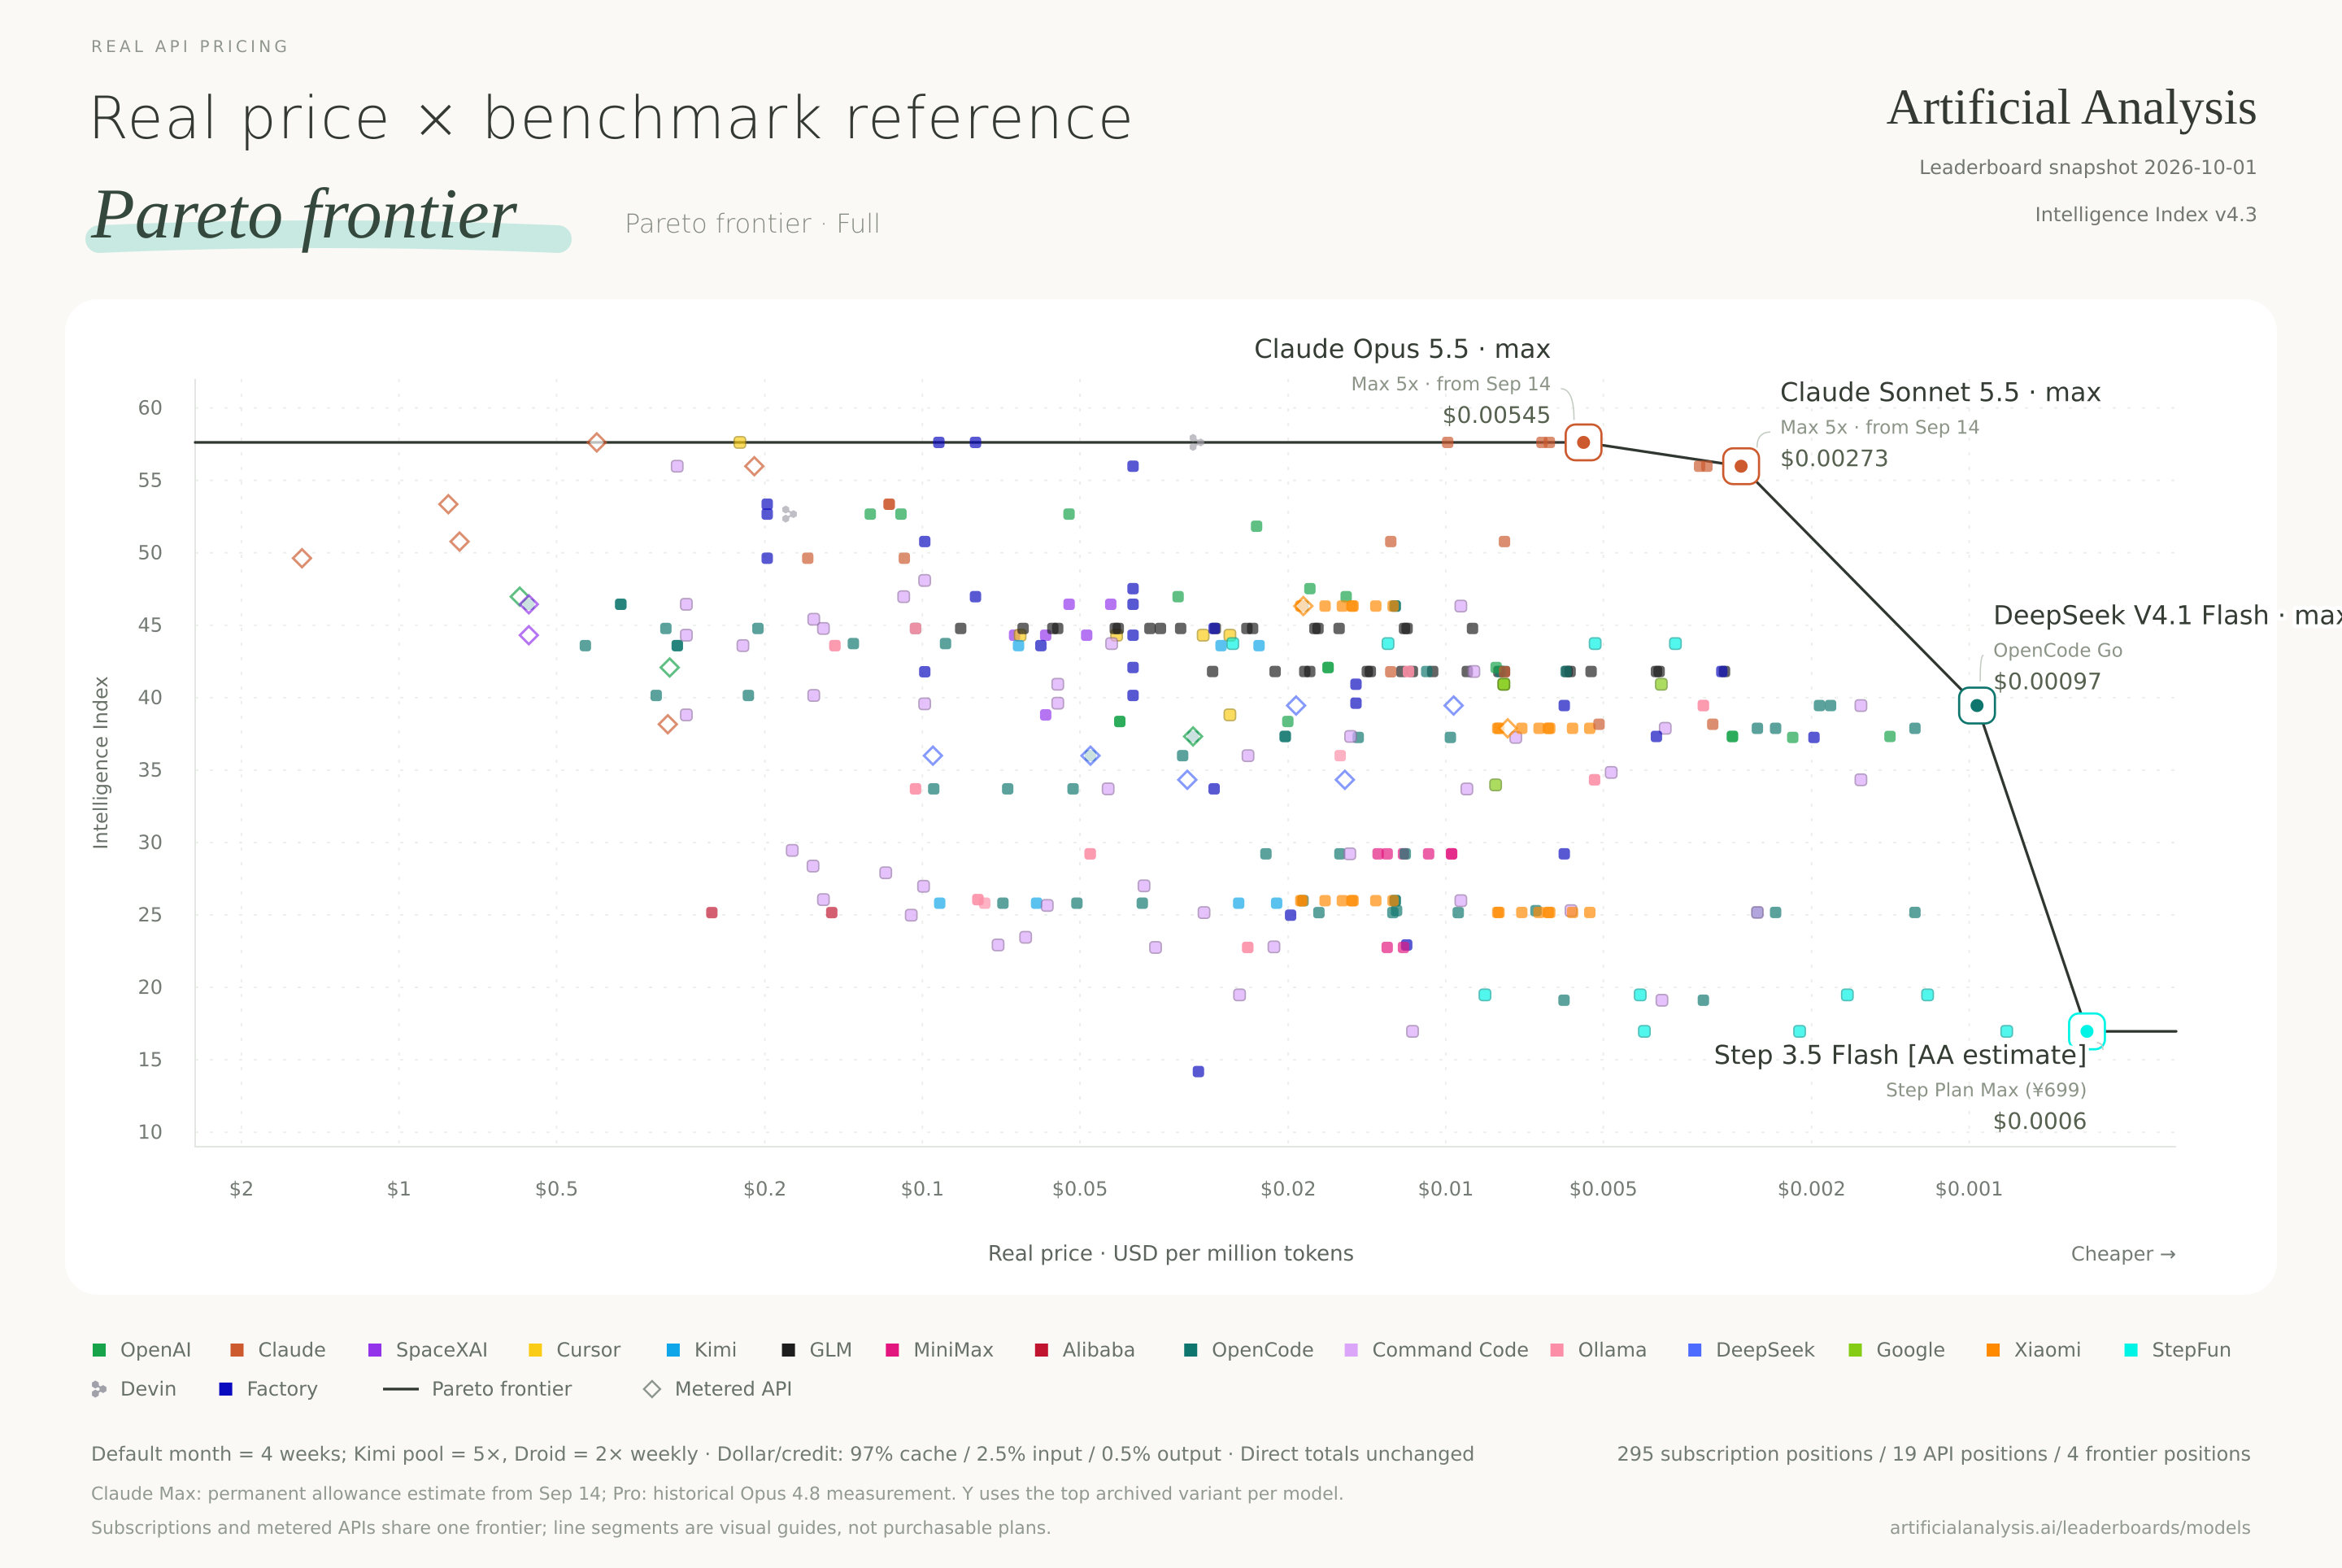 REAL API PRICING
Real price × benchmark reference
Pareto frontier
Pareto frontier · Full
Artificial Analysis
Leaderboard snapshot 2026-10-01
Intelligence Index v4.3
Claude Opus 5.5 · max
Max 5x · from Sep 14
$0.00545
Claude Sonnet 5.5 · max
Max 5x · from Sep 14
$0.00273
DeepSeek V4.1 Flash · max
OpenCode Go
$0.00097
Step 3.5 Flash [AA estimate]
Step Plan Max (¥699)
$0.0006
Intelligence Index
60
55
50
45
40
35
30
25
20
15
10
$2 $1 $0.5 $0.2 $0.1 $0.05 $0.02 $0.01 $0.005 $0.002 $0.001
Real price · USD per million tokens
Cheaper →
OpenAI Claude SpaceXAI Cursor Kimi GLM MiniMax Alibaba OpenCode Command Code Ollama DeepSeek Google Xiaomi StepFun
Devin Factory Pareto frontier Metered API
Default month = 4 weeks; Kimi pool = 5×, Droid = 2× weekly · Dollar/credit: 97% cache / 2.5% input / 0.5% output · Direct totals unchanged
295 subscription positions / 19 API positions / 4 frontier positions
Claude Max: permanent allowance estimate from Sep 14; Pro: historical Opus 4.8 measurement. Y uses the top archived variant per model.
Subscriptions and metered APIs share one frontier; line segments are visual guides, not purchasable plans.
artificialanalysis.ai/leaderboards/models